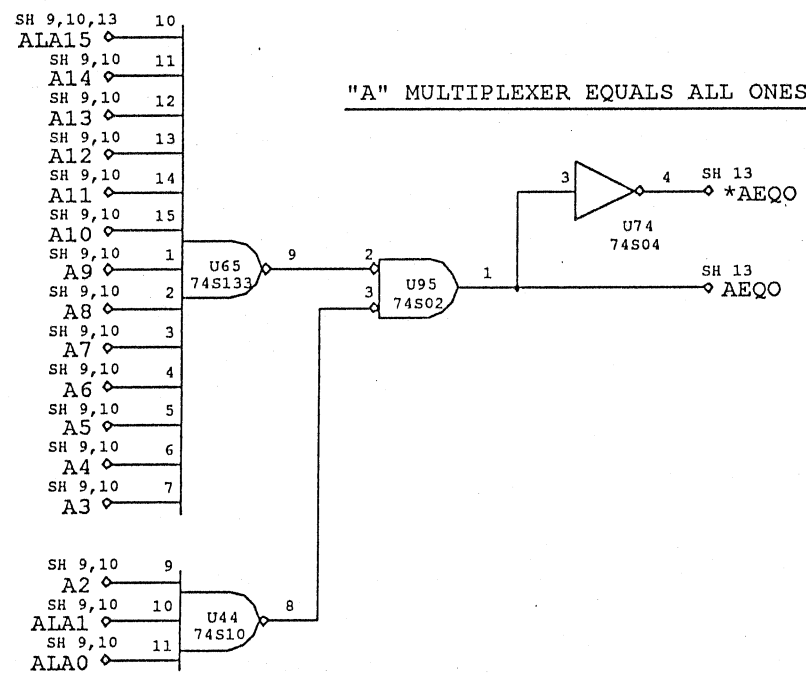 SH 9,10,13 10
ALA15
SH 9,10 11
A14
SH 9,10 12
A13
"A" MULTIPLEXER EQUALS ALL ONES
SH 9,10 13
A12
SH 9,10 14
A11
3 4 SH 13
*AEQO
SH 9,10 15
A10
U74
74S04
SH 9,10 1
A9
U65
74S133
9
2
SH 9,10 2
A8
3
U95
74S02
1
SH 13
AEQO
SH 9,10 3
A7
SH 9,10 4
A6
SH 9,10 5
A5
SH 9,10 6
A4
SH 9,10 7
A3
SH 9,10 9
A2
SH 9,10 10
ALA1
U44
74S10
8
SH 9,10 11
ALA0